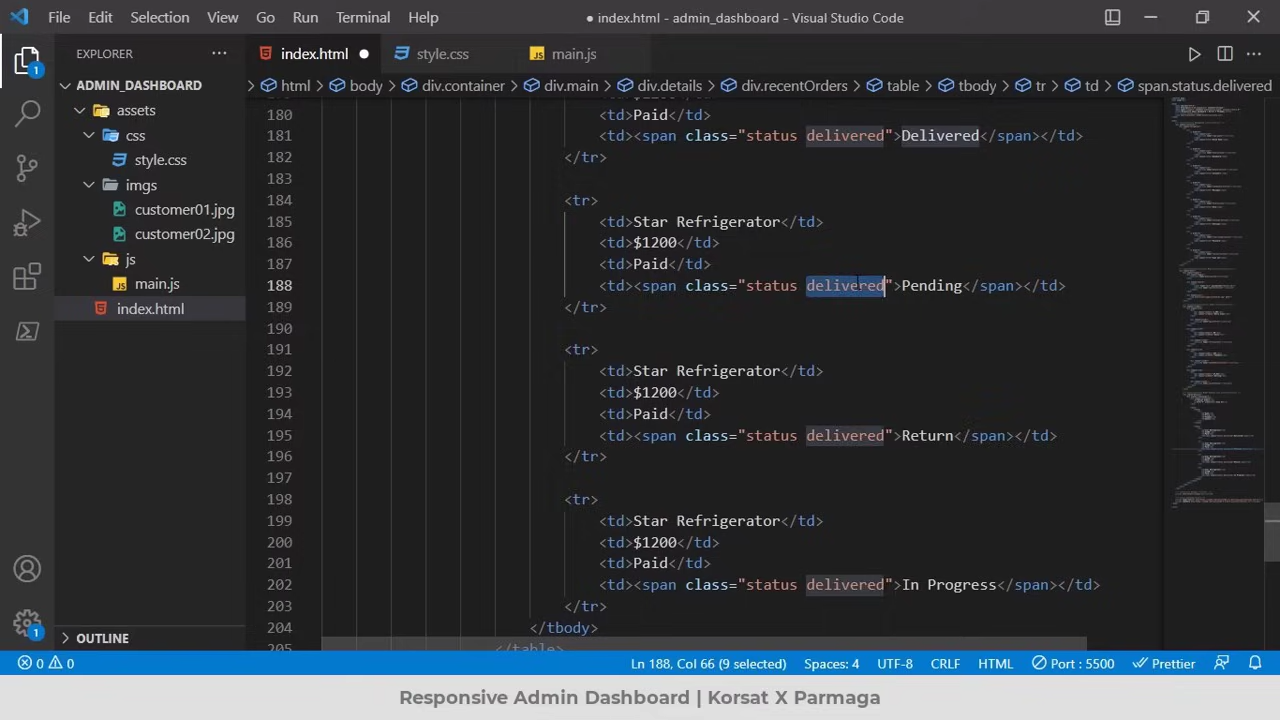 File Edit Selection View Go Run Terminal Help
● index.html - admin_dashboard - Visual Studio Code
EXPLORER ···
index.html ●
style.css
main.js
1
ADMIN_DASHBOARD
html > body > div.container > div.main > div.details > div.recentOrders > table > tbody > tr > td > span.status.delivered
assets
css
style.css
imgs
customer01.jpg
customer02.jpg
js
main.js
index.html
180 <td>Paid</td>
181 <td><span class="status delivered">Delivered</span></td>
182 </tr>
183
184 <tr>
185 <td>Star Refrigerator</td>
186 <td>$1200</td>
187 <td>Paid</td>
188 <td><span class="status delivered">Pending</span></td>
189 </tr>
190
191 <tr>
192 <td>Star Refrigerator</td>
193 <td>$1200</td>
194 <td>Paid</td>
195 <td><span class="status delivered">Return</span></td>
196 </tr>
197
198 <tr>
199 <td>Star Refrigerator</td>
200 <td>$1200</td>
201 <td>Paid</td>
202 <td><span class="status delivered">In Progress</span></td>
203 </tr>
204 </tbody>
205 </table>
1
OUTLINE
0 0 Ln 188, Col 66 (9 selected) Spaces: 4 UTF-8 CRLF HTML Port : 5500 Prettier
Responsive Admin Dashboard | Korsat X Parmaga